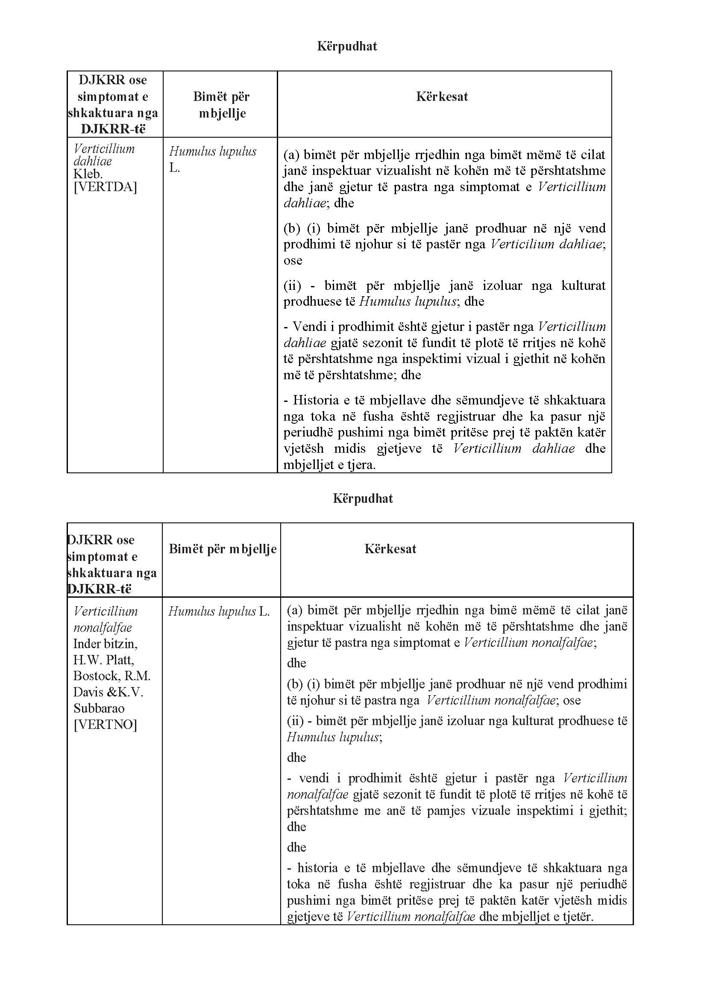 Kërpudhat
DJKRR ose
simptomat e
shkaktuara nga
DJKRR-të
Bimët për
mbjellje
Kërkesat
Verticillium
dahliae
Kleb.
[VERTDA]
Humulus lupulus
L.
(a) bimët për mbjellje rrjedhin nga bimët mëmë të cilat
janë inspektuar vizualisht në kohën më të përshtatshme
dhe janë gjetur të pastra nga simptomat e Verticillium
dahliae; dhe
(b) (i) bimët për mbjellje janë prodhuar në një vend
prodhimi të njohur si të pastër nga Verticilium dahliae;
ose
(ii) - bimët për mbjellje janë izoluar nga kulturat
prodhuese të Humulus lupulus; dhe
- Vendi i prodhimit është gjetur i pastër nga Verticillium
dahliae gjatë sezonit të fundit të plotë të rritjes në kohë
të përshtatshme nga inspektimi vizual i gjethit në kohën
më të përshtatshme; dhe
- Historia e të mbjellave dhe sëmundjeve të shkaktuara
nga toka në fusha është regjistruar dhe ka pasur një
periudhë pushimi nga bimët pritëse prej të paktën katër
vjetësh midis gjetjeve të Verticillium dahliae dhe
mbjelljet e tjera.
Kërpudhat
DJKRR ose
simptomat e
shkaktuara nga
DJKRR-të
Bimët për mbjellje
Kërkesat
Verticillium
nonalfalfae
Inder bitzin,
H.W. Platt,
Bostock, R.M.
Davis &K.V.
Subbarao
[VERTNO]
Humulus lupulus L.
(a) bimët për mbjellje rrjedhin nga bimë mëmë të cilat janë
inspektuar vizualisht në kohën më të përshtatshme dhe janë
gjetur të pastra nga simptomat e Verticillium nonalfalfae;
dhe
(b) (i) bimët për mbjellje janë prodhuar në një vend prodhimi
të njohur si të pastra nga Verticillium nonalfalfae; ose
(ii) - bimët për mbjellje janë izoluar nga kulturat prodhuese të
Humulus lupulus;
dhe
- vendi i prodhimit është gjetur i pastër nga Verticillium
nonalfalfae gjatë sezonit të fundit të plotë të rritjes në kohë të
përshtatshme me anë të pamjes vizuale inspektimi i gjethit;
dhe
dhe
- historia e të mbjellave dhe sëmundjeve të shkaktuara nga
toka në fusha është regjistruar dhe ka pasur një periudhë
pushimi nga bimët pritëse prej të paktën katër vjetësh midis
gjetjeve të Verticillium nonalfalfae dhe mbjelljet e tjetër.